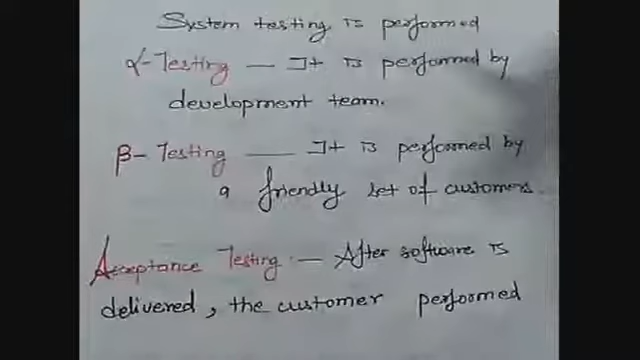 System testing is performed
α-Testing — It is performed by
development team.
β- Testing — It is performed by
a friendly set of customers.
Acceptance Testing - — After software is
delivered, the customer performed